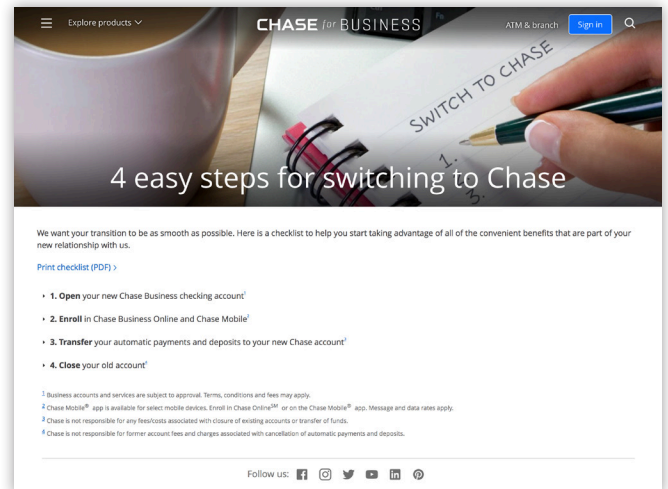 Explore products
CHASE for BUSINESS
ATM & branch
Sign in
SWITCH TO CHASE
1.
3.
4 easy steps for switching to Chase
We want your transition to be as smooth as possible. Here is a checklist to help you start taking advantage of all of the convenient benefits that are part of your
new relationship with us.
Print checklist (PDF) >
1. Open your new Chase Business checking account¹
2. Enroll in Chase Business Online and Chase Mobile²
3. Transfer your automatic payments and deposits to your new Chase account³
4. Close your old account⁴
1 Business accounts and services are subject to approval. Terms, conditions and fees may apply.
2 Chase Mobile® app is available for select mobile devices. Enroll in Chase Online℠ or on the Chase Mobile® app. Message and data rates apply.
3 Chase is not responsible for any fees/costs associated with closure of existing accounts or transfer of funds.
4 Chase is not responsible for former account fees and charges associated with cancellation of automatic payments and deposits.
Follow us: